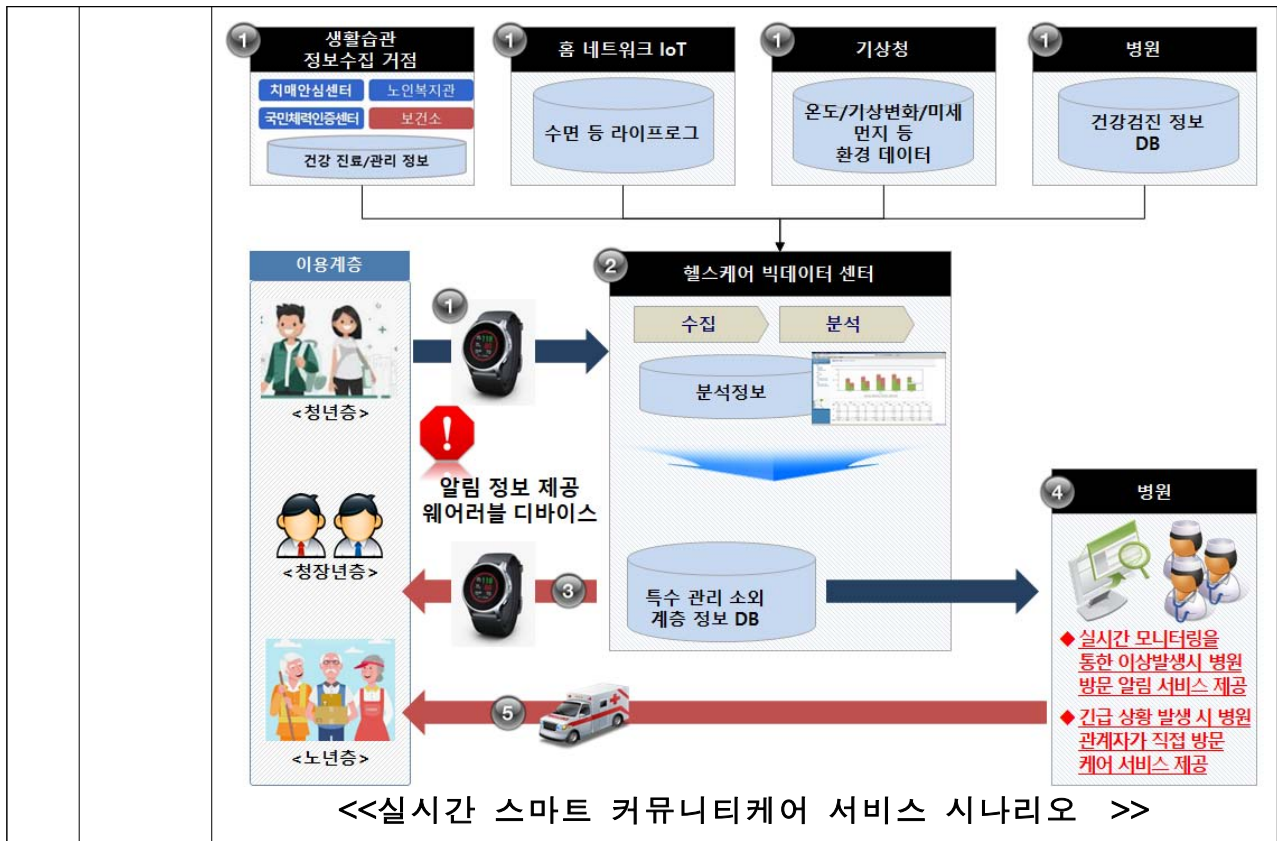 1
생활습관
정보수집 거점
치매안심센터
노인복지관
국민체력인증센터
보건소
건강 진료/관리 정보
1
홈 네트워크 IoT
수면 등 라이프로그
1
기상청
온도/기상변화/미세
먼지 등
환경 데이터
1
병원
건강검진 정보
DB
이용계층
<청년층>
<청장년층>
<노년층>
1
알림 정보 제공
웨어러블 디바이스
3
2
헬스케어 빅데이터 센터
수집
분석
분석정보
특수 관리 소외
계층 정보 DB
4
병원
◆ 실시간 모니터링을
통한 이상발생시 병원
방문 알림 서비스 제공
◆ 긴급 상황 발생 시 병원
관계자가 직접 방문
케어 서비스 제공
5
<<실시간 스마트 커뮤니티케어 서비스 시나리오 >>